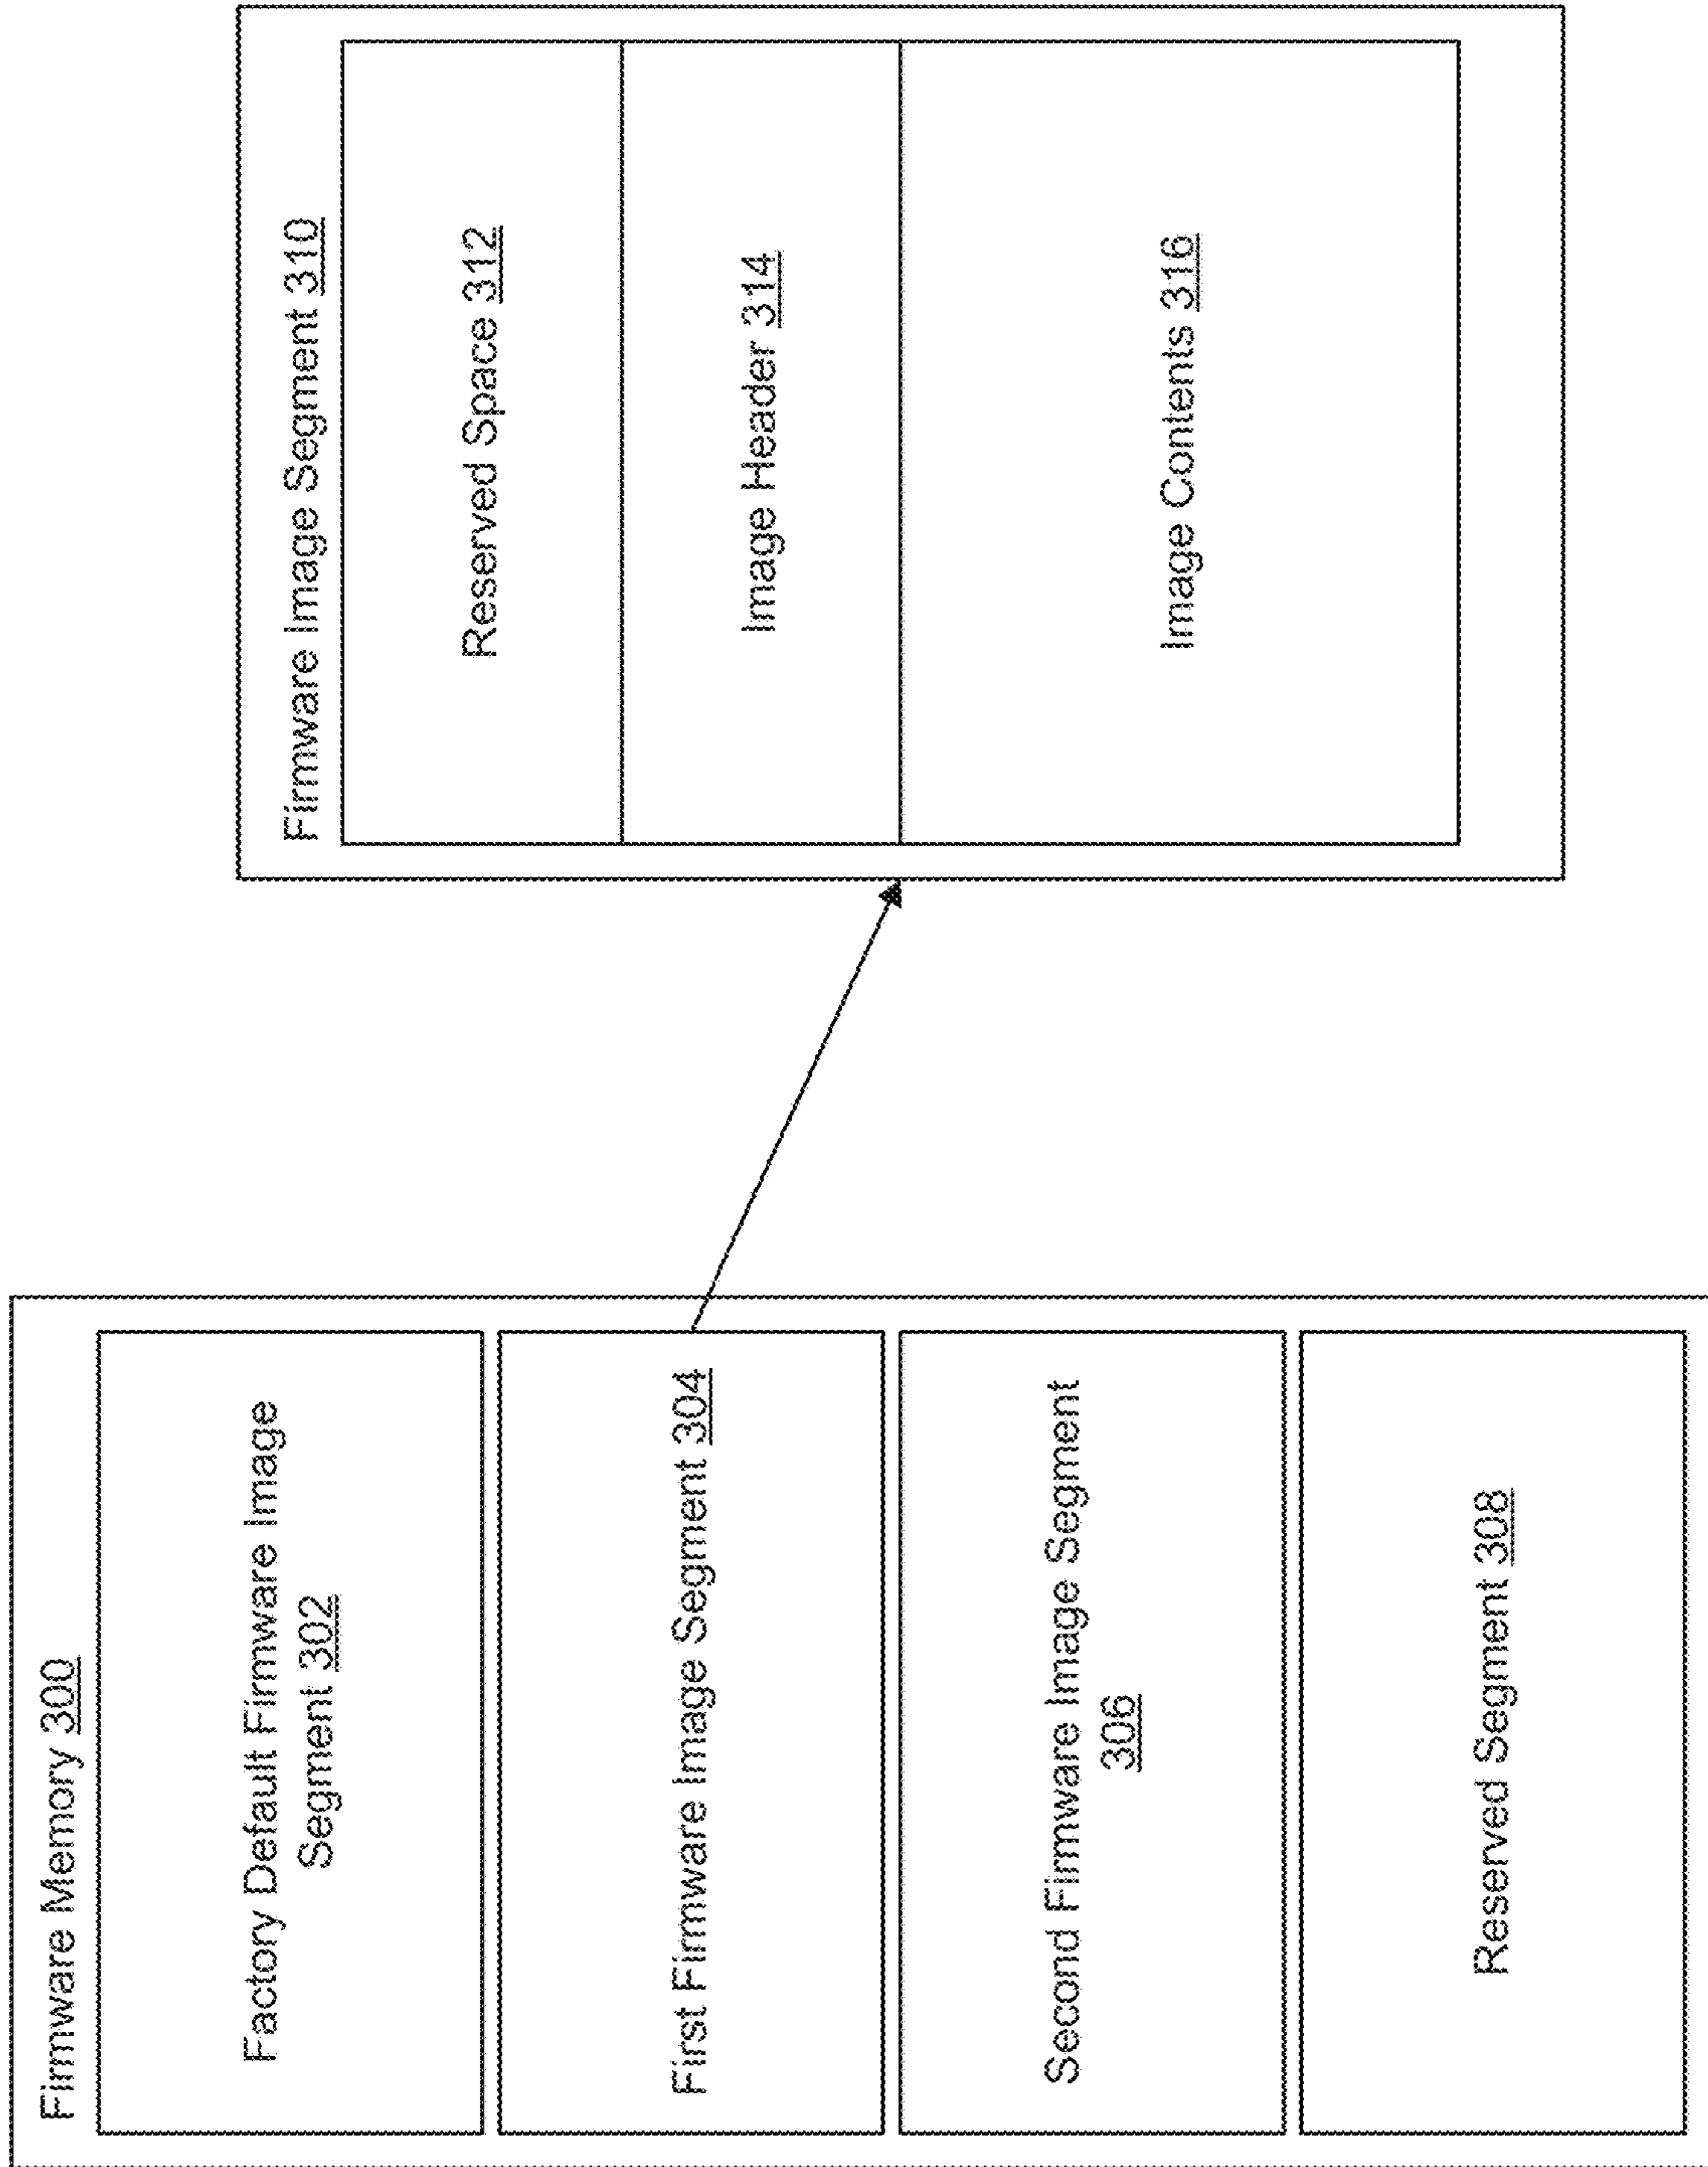 Firmware Memory 300
Factory Default Firmware Image
Segment 302
First Firmware Image Segment 304
Second Firmware Image Segment
306
Reserved Segment 308
Firmware Image Segment 310
Reserved Space 312
Image Header 314
Image Contents 316